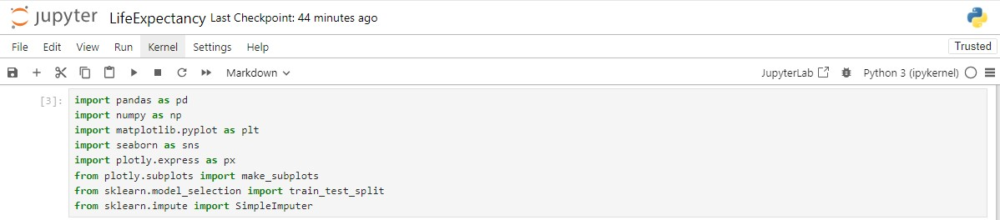 jupyter LifeExpectancy Last Checkpoint: 44 minutes ago
File Edit View Run Kernel Settings Help Trusted
Markdown JupyterLab Python 3 (ipykernel)
[3]: import pandas as pd
import numpy as np
import matplotlib.pyplot as plt
import seaborn as sns
import plotly.express as px
from plotly.subplots import make_subplots
from sklearn.model_selection import train_test_split
from sklearn.impute import SimpleImputer